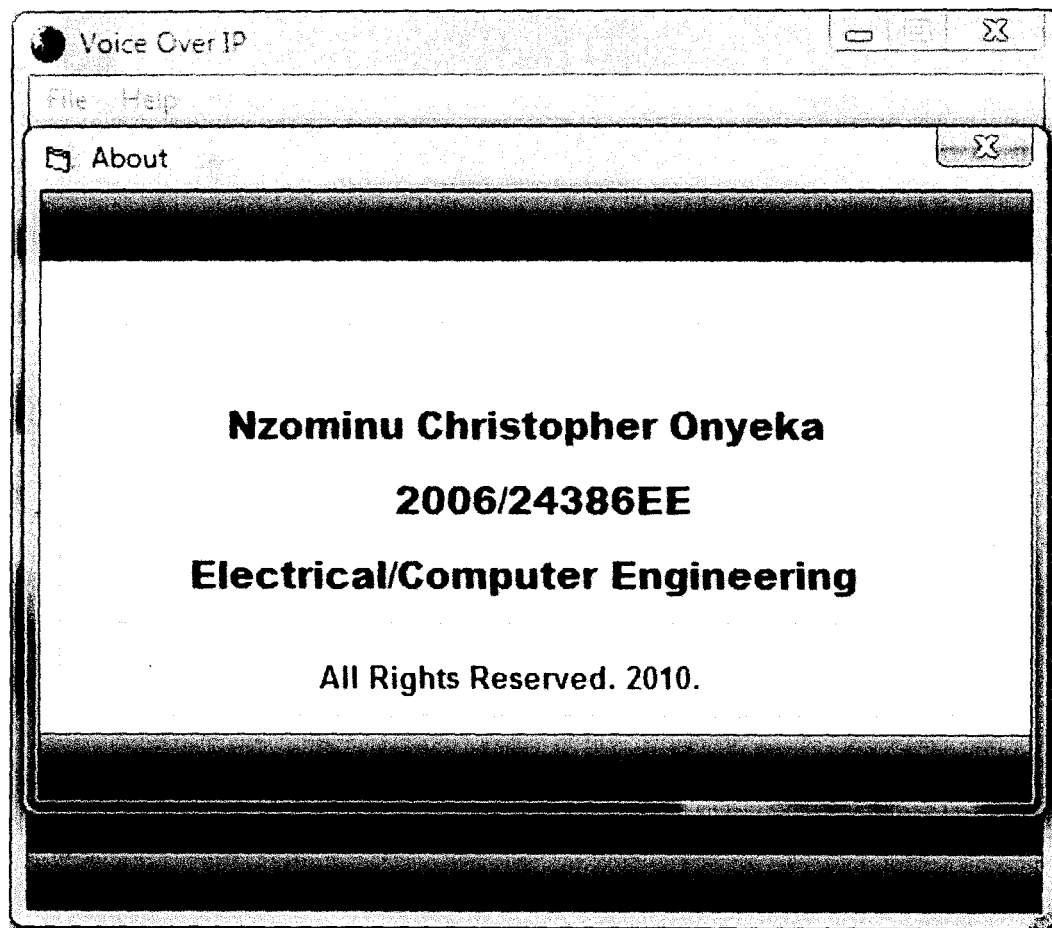 Voice Over IP
File Help
About
Nzominu Christopher Onyeka
2006/24386EE
Electrical/Computer Engineering
All Rights Reserved. 2010.